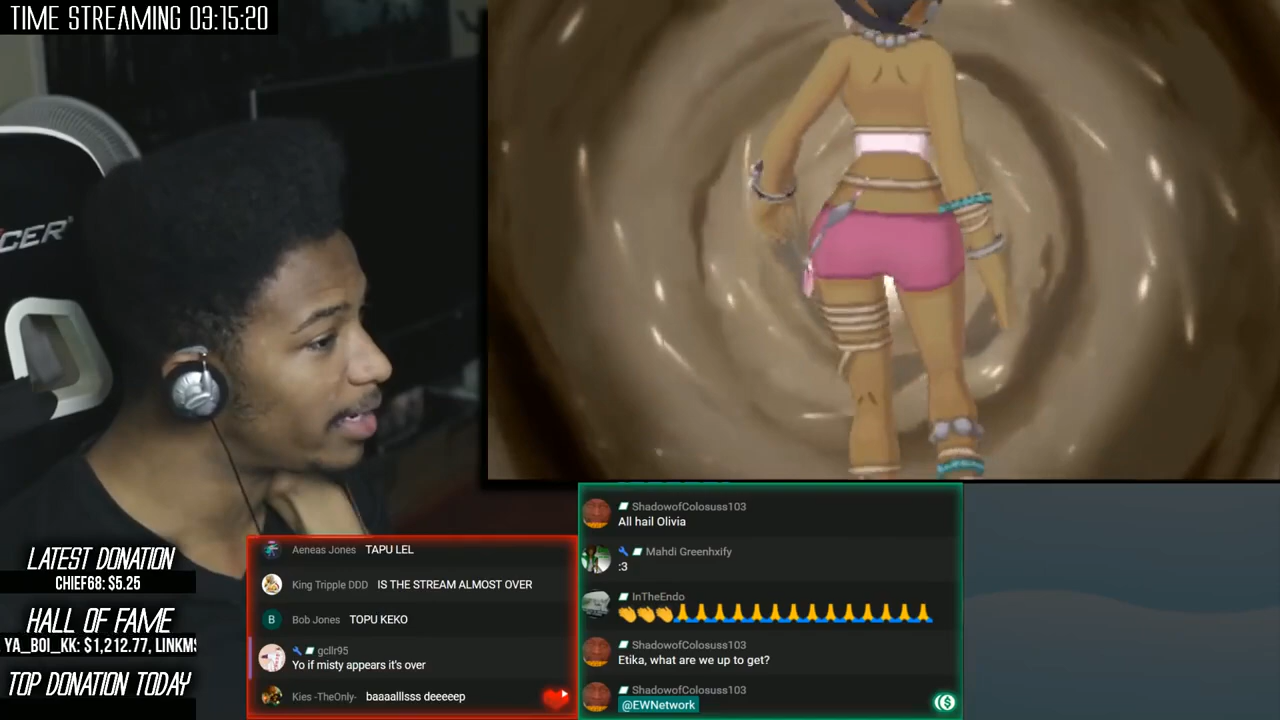 TIME STREAMING 03:15:20
CER
LATEST DONATION
CHIEF68: $5.25
HALL OF FAME
YA_BOI_KK: $1,212.77, LINKMS
TOP DONATION TODAY
Aeneas Jones TAPU LEL
King Tripple DDD IS THE STREAM ALMOST OVER
B Bob Jones TOPU KEKO
gcllr95
Yo if misty appears it's over
Kies -TheOnly- baaaalllsss deeeeep
ShadowofColosuss103
All hail Olivia
Mahdi Greenhxify
:3
InTheEndo
👏👏👏🙏🙏🙏🙏🙏🙏🙏🙏🙏🙏🙏🙏🙏🙏
ShadowofColosuss103
Etika, what are we up to get?
ShadowofColosuss103
@EWNetwork